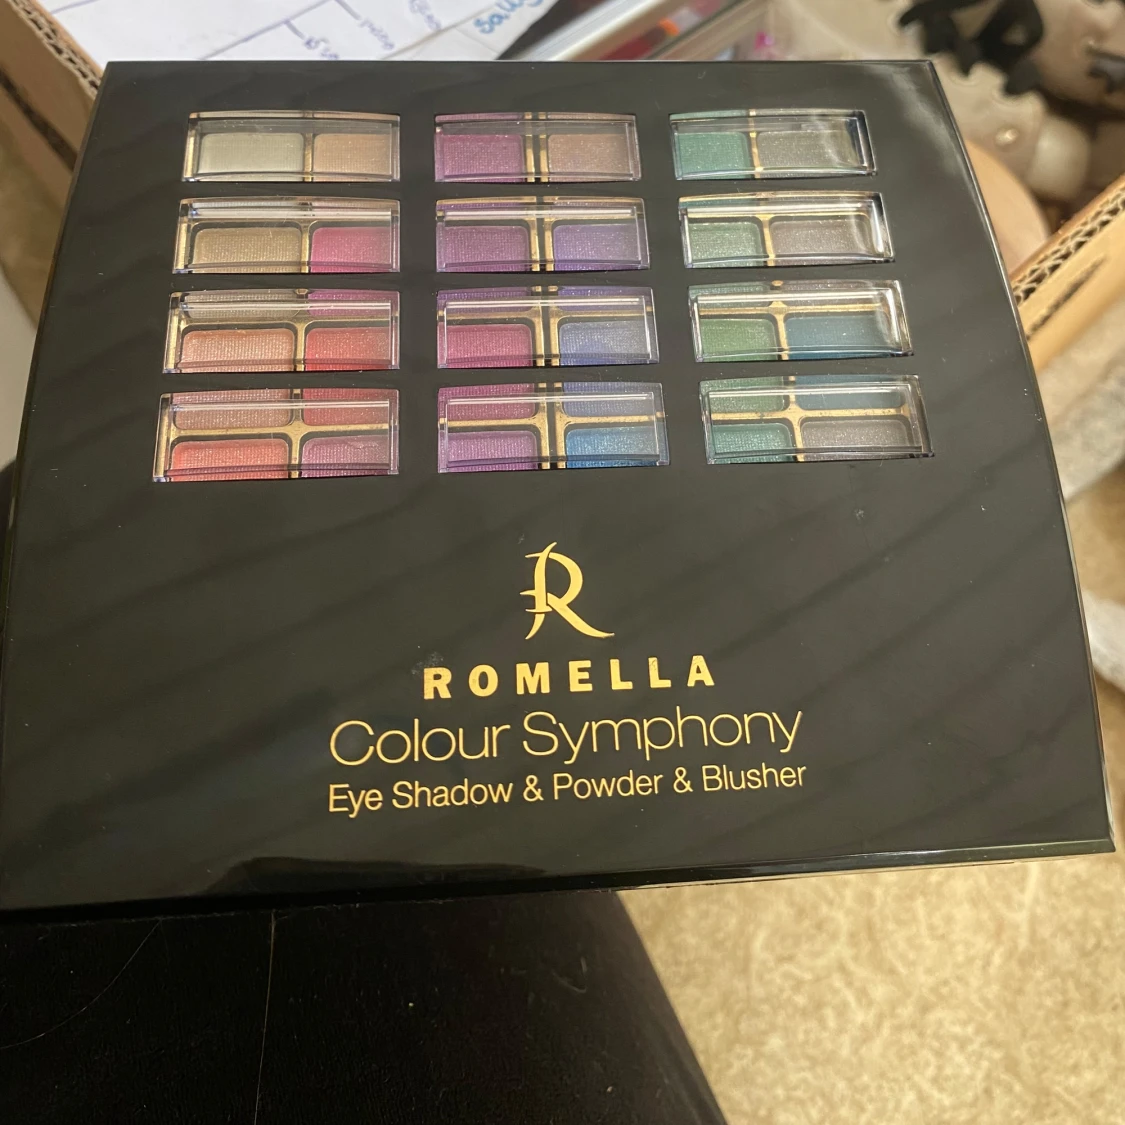 R
ROMELLA
Colour Symphony
Eye Shadow & Powder & Blusher